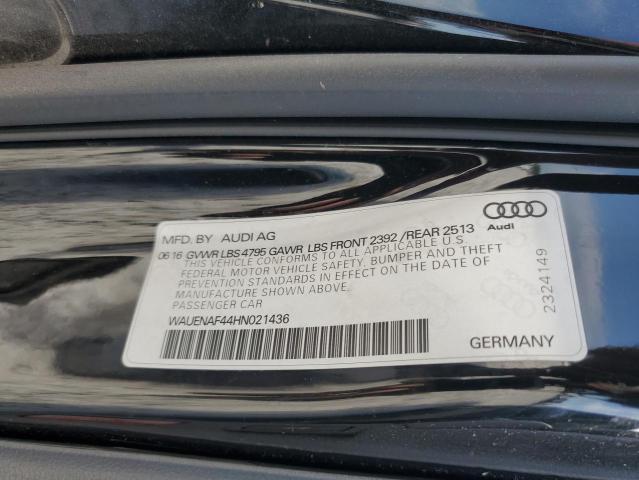 MFD. BY AUDI AG
06 16 GVWR LBS 4795 GAWR LBS FRONT 2392 /REAR 2513
THIS VEHICLE CONFORMS TO ALL APPLICABLE U.S.
FEDERAL MOTOR VEHICLE SAFETY, BUMPER AND THEFT
PREVENTION STANDARDS IN EFFECT ON THE DATE OF
MANUFACTURE SHOWN ABOVE.
PASSENGER CAR
WAUENAF44HN021436
Audi
2324149
GERMANY